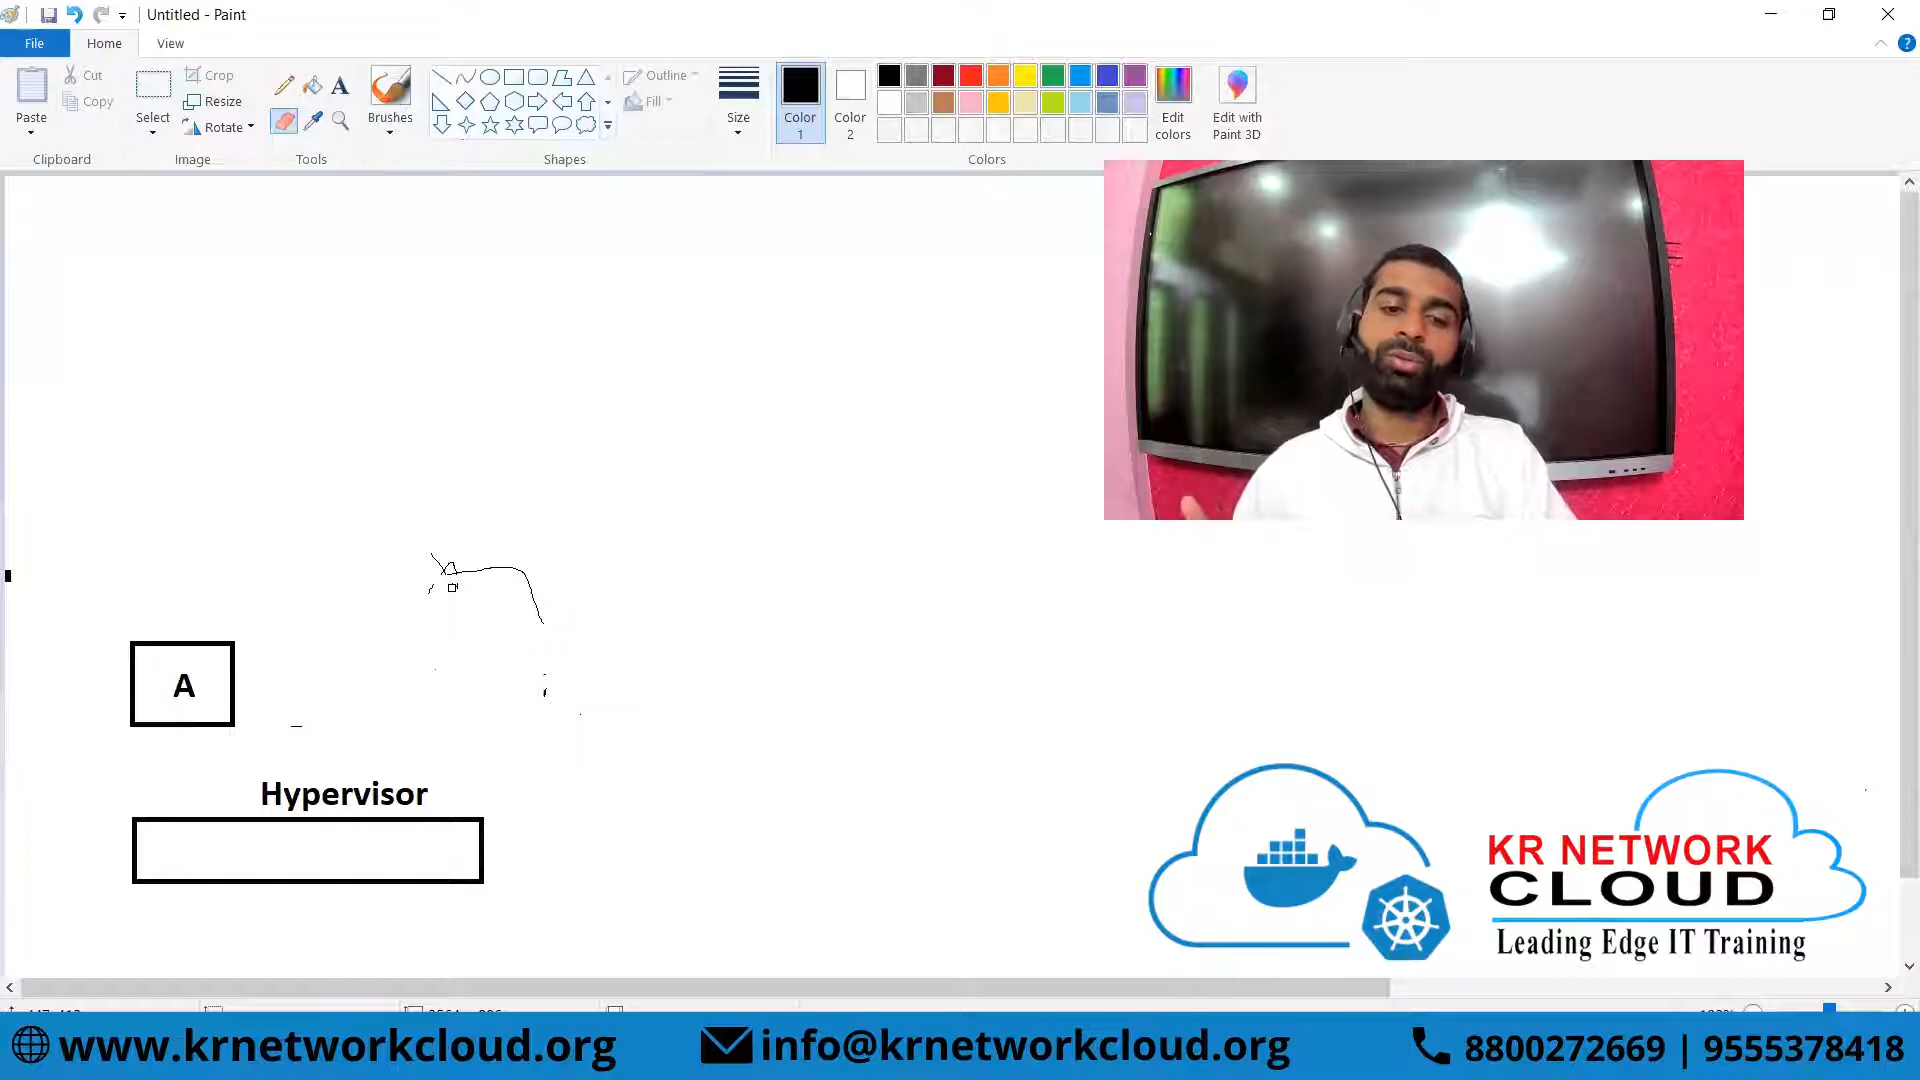 Untitled - Paint
File
Home
View
Paste
Cut
Copy
Clipboard
Select
Crop
Resize
Rotate
Image
A
Tools
Brushes
Outline
Fill
Shapes
Size
Color
1
Color
2
Edit
colors
Edit with
Paint 3D
Colors
A
Hypervisor
KR NETWORK
CLOUD
Leading Edge IT Training
www.krnetworkcloud.org
info@krnetworkcloud.org
8800272669 | 9555378418